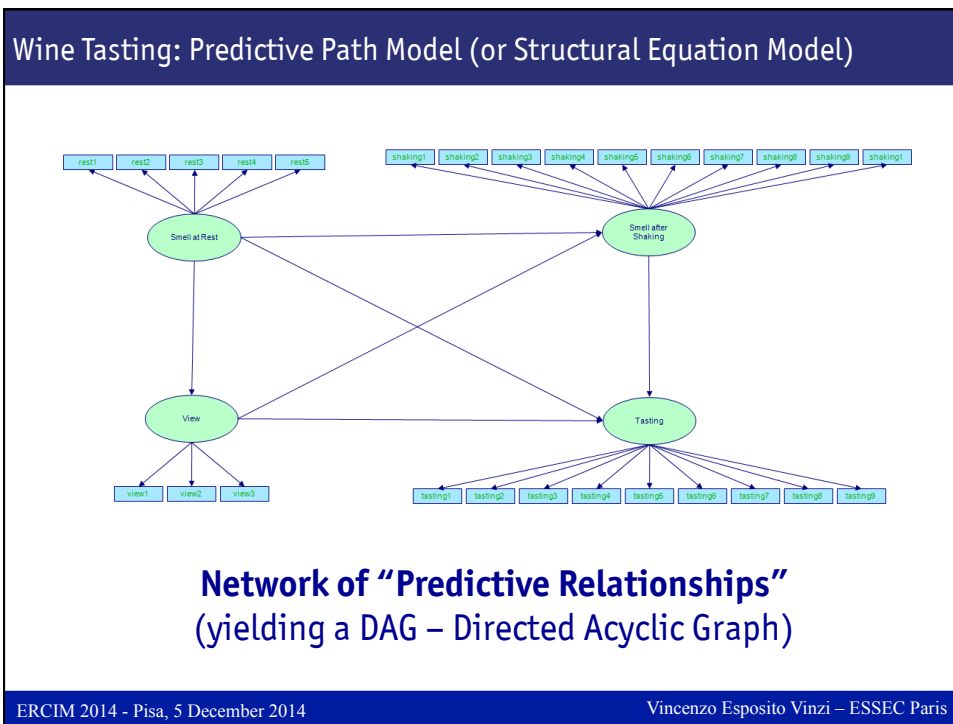 Wine Tasting: Predictive Path Model (or Structural Equation Model)
rest1 rest2 rest3 rest4 rest5
shaking1 shaking2 shaking3 shaking4 shaking5 shaking6 shaking7 shaking8 shaking9 shaking1
Smell at Rest
Smell after
Shaking
View
Tasting
view1 view2 view3
tasting1 tasting2 tasting3 tasting4 tasting5 tasting6 tasting7 tasting8 tasting9
Network of “Predictive Relationships”
(yielding a DAG – Directed Acyclic Graph)
ERCIM 2014 - Pisa, 5 December 2014
Vincenzo Esposito Vinzi – ESSEC Paris